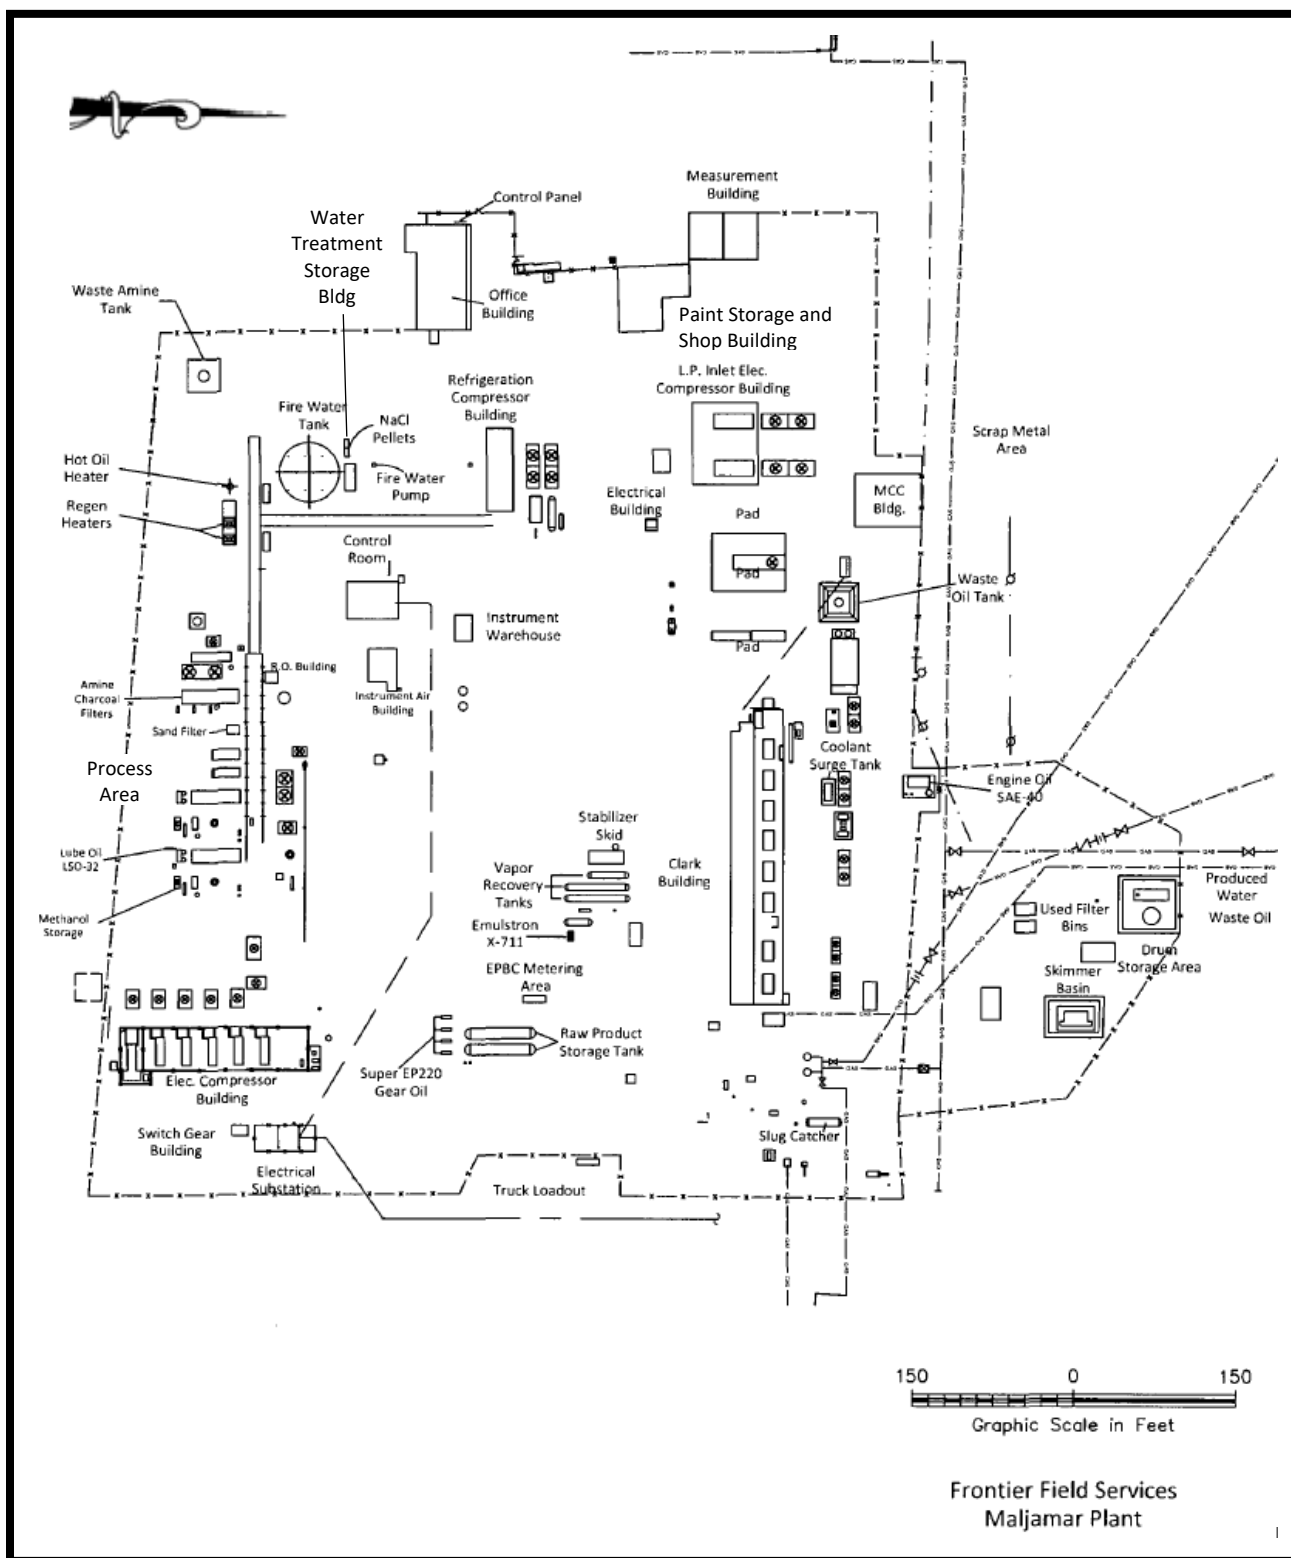 Measurement
Building
Control Panel
Water
Treatment
Storage
Bldg
Waste Amine
Tank
Office
Building
Paint Storage and
Shop Building
L.P. Inlet Elec.
Compressor Building
Refrigeration
Compressor
Building
Fire Water
Tank
NaCl
Pellets
Scrap Metal
Area
Hot Oil
Heater
Fire Water
Pump
Electrical
Building
MCC
Bldg.
Regen
Heaters
Pad
Control
Room
Pad
Waste
Oil Tank
Instrument
Warehouse
Pad
R.O. Building
Amine
Charcoal
Filters
Instrument Air
Building
Sand Filter
Coolant
Surge Tank
Process
Area
Engine Oil
SAE-40
Stabilizer
Skid
Lube Oil
LSO-32
Vapor
Recovery
Tanks
Clark
Building
Produced
Water
Waste Oil
Used Filter
Bins
Methanol
Storage
Emulstron
X-711
Drum
Storage Area
EPBC Metering
Area
Skimmer
Basin
Raw Product
Storage Tank
Super EP220
Gear Oil
Elec. Compressor
Building
Switch Gear
Building
Slug Catcher
Electrical
Substation
Truck Loadout
GAS
GAS
GAS
150 0 150
Graphic Scale in Feet
Frontier Field Services
Maljamar Plant